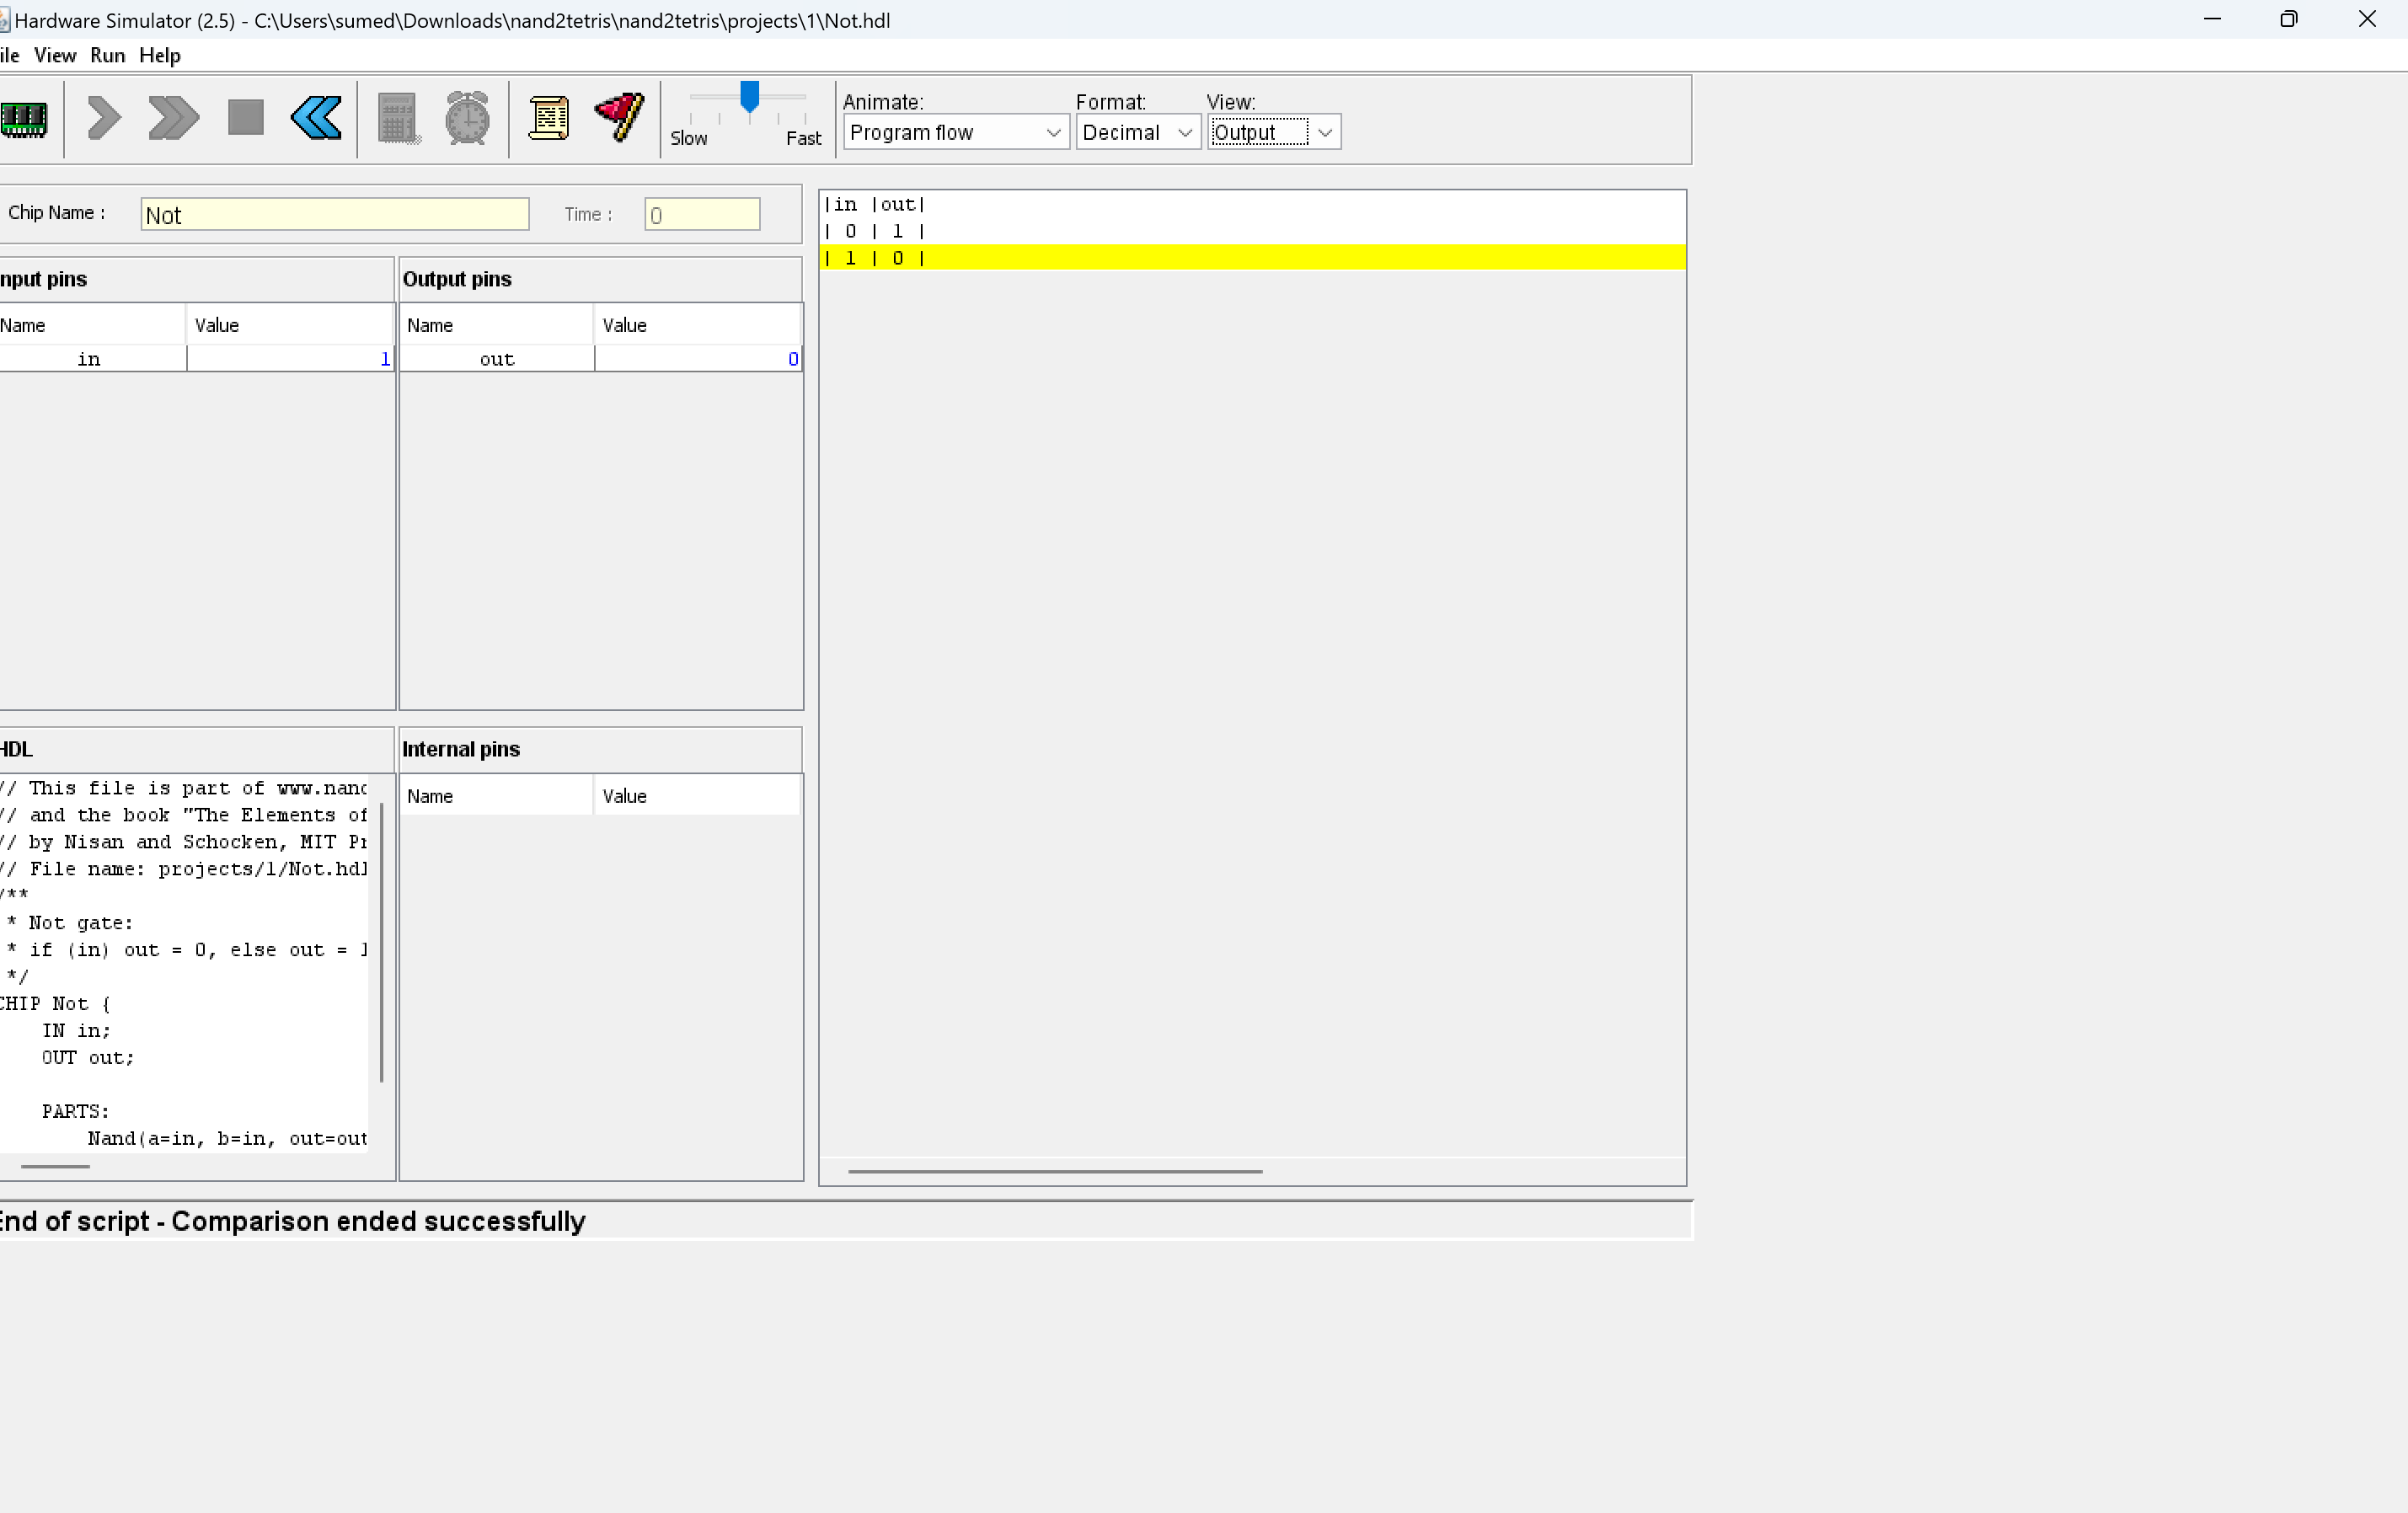 Hardware Simulator (2.5) - C:\Users\sumed\Downloads\nand2tetris\nand2tetris\projects\1\Not.hdl
ile View Run Help
Slow Fast
Animate: Format: View:
Program flow Decimal Output
Chip Name : Not Time : 0
nput pins
Name Value
in 1
Output pins
Name Value
out 0
|in |out|
| 0 | 1 |
| 1 | 0 |
HDL
// This file is part of www.nand
// and the book "The Elements of
// by Nisan and Schocken, MIT Pr
// File name: projects/1/Not.hdl
/**
* Not gate:
* if (in) out = 0, else out = 1
*/
CHIP Not {
IN in;
OUT out;
PARTS:
Nand(a=in, b=in, out=out
Internal pins
Name Value
End of script - Comparison ended successfully